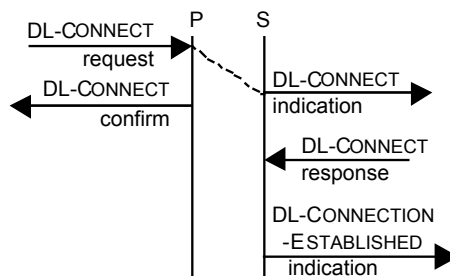 P S
DL-CONNECT
request
DL-CONNECT
confirm
DL-CONNECT
indication
DL-CONNECT
response
DL-CONNECTION
-ESTABLISHED
indication